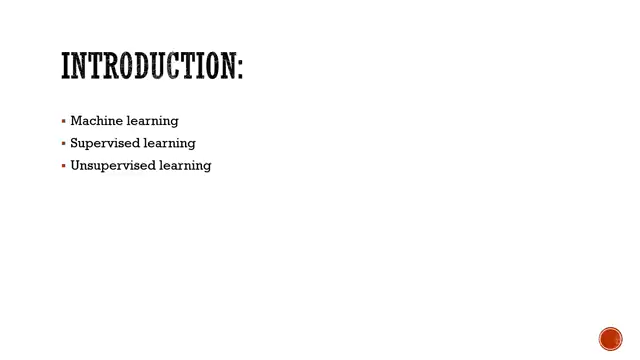 INTRODUCTION:
▪ Machine learning
▪ Supervised learning
▪ Unsupervised learning